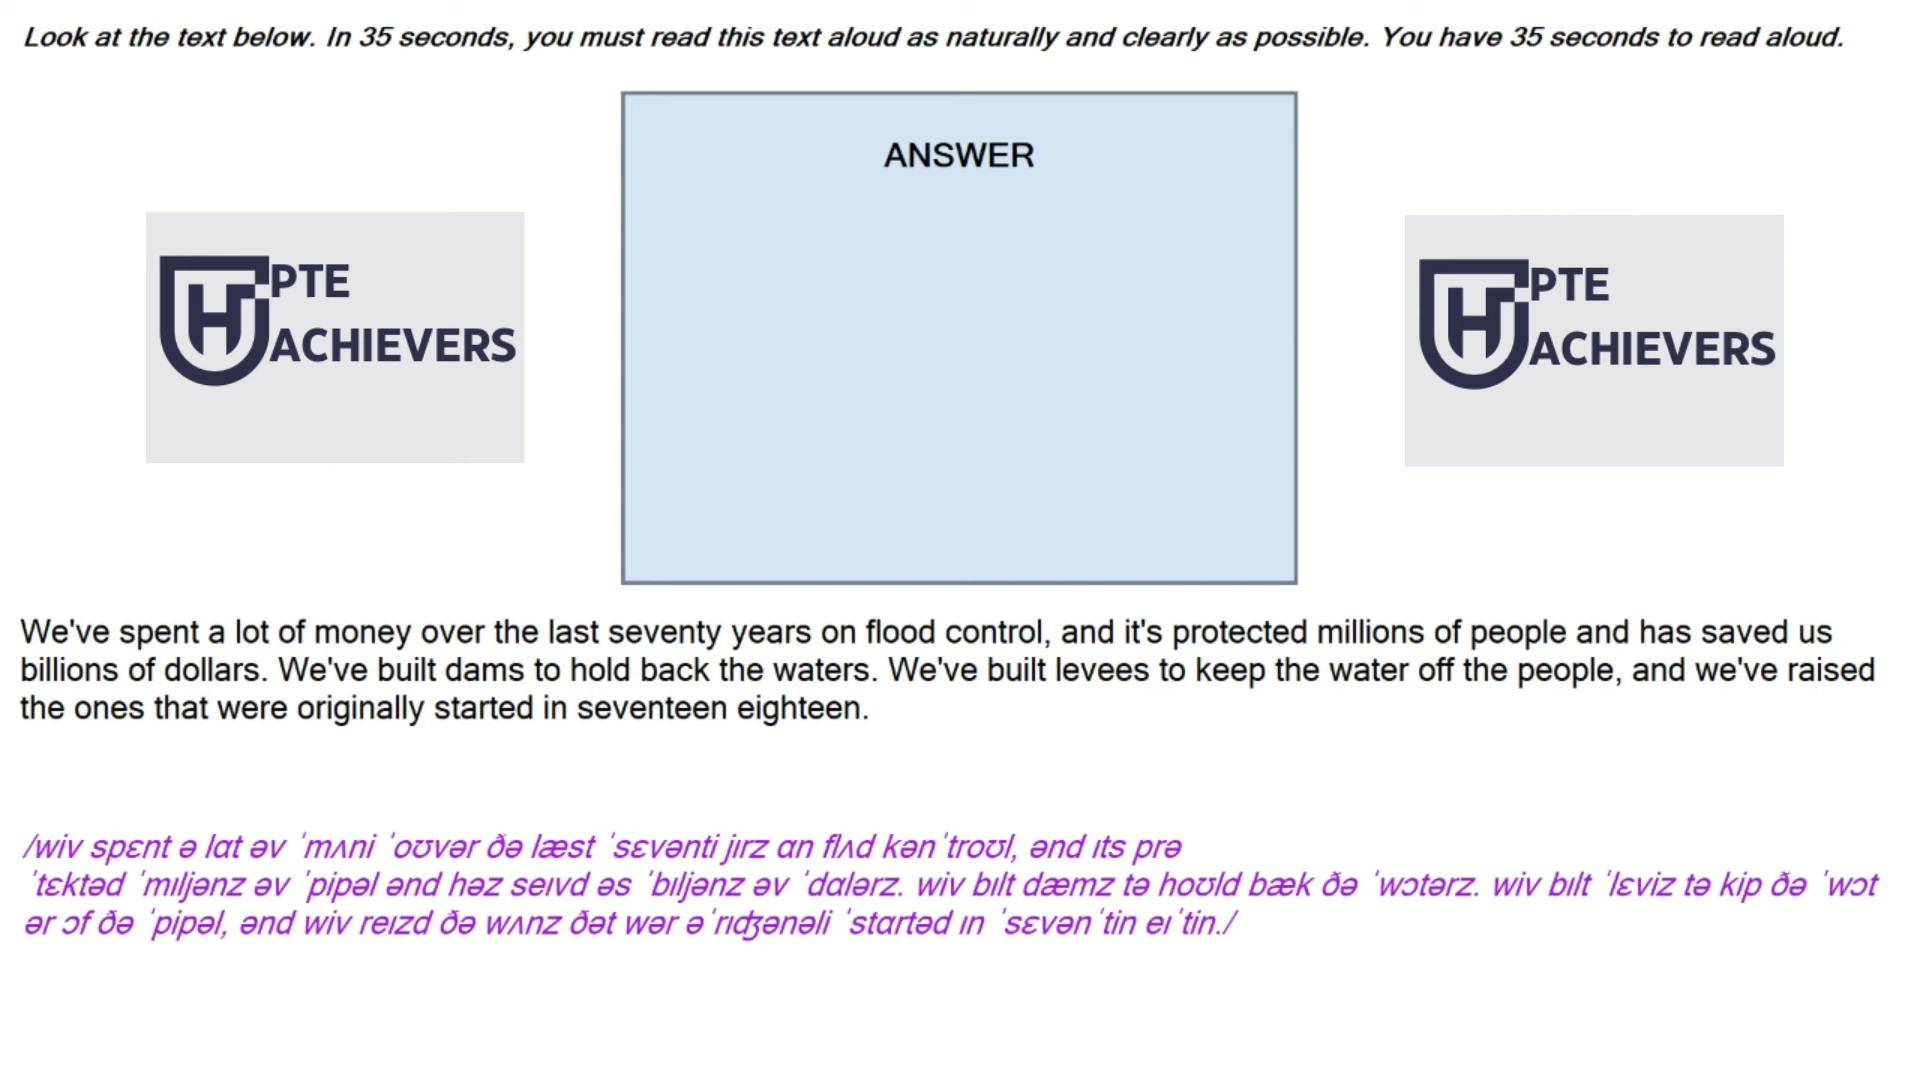 Look at the text below. In 35 seconds, you must read this text aloud as naturally and clearly as possible. You have 35 seconds to read aloud.
ANSWER
PTE
ACHIEVERS
PTE
ACHIEVERS
We've spent a lot of money over the last seventy years on flood control, and it's protected millions of people and has saved us
billions of dollars. We've built dams to hold back the waters. We've built levees to keep the water off the people, and we've raised
the ones that were originally started in seventeen eighteen.
/wiv spɛnt ə lɑt əv ˈmʌni ˈoʊvər ðə læst ˈsɛvənti jɪrz ɑn flʌd kənˈtroʊl, ənd ɪts prə
ˈtɛktəd ˈmɪljənz əv ˈpipəl ənd həz seɪvd əs ˈbɪljənz əv ˈdɑlərz. wiv bɪlt dæmz tə hoʊld bæk ðə ˈwɔtərz. wiv bɪlt ˈlɛviz tə kip ðə ˈwɔt
ər ɔf ðə ˈpipəl, ənd wiv reɪzd ðə wʌnz ðət wər əˈrɪʤənəli ˈstɑrtəd ɪn ˈsɛvənˈtin eɪˈtin./